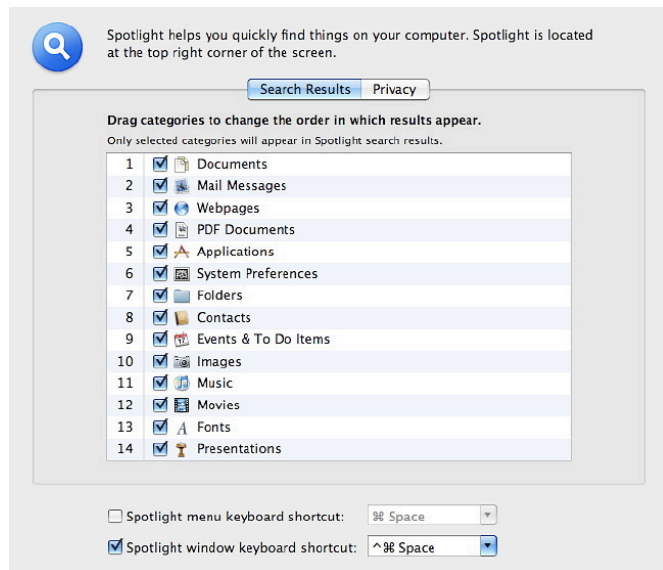 Spotlight helps you quickly find things on your computer. Spotlight is located
at the top right corner of the screen.
Search Results Privacy
Drag categories to change the order in which results appear.
Only selected categories will appear in Spotlight search results.
1 Documents
2 Mail Messages
3 Webpages
4 PDF Documents
5 Applications
6 System Preferences
7 Folders
8 Contacts
9 Events & To Do Items
10 Images
11 Music
12 Movies
13 Fonts
14 Presentations
Spotlight menu keyboard shortcut: ⌘ Space
Spotlight window keyboard shortcut: ^⌘ Space